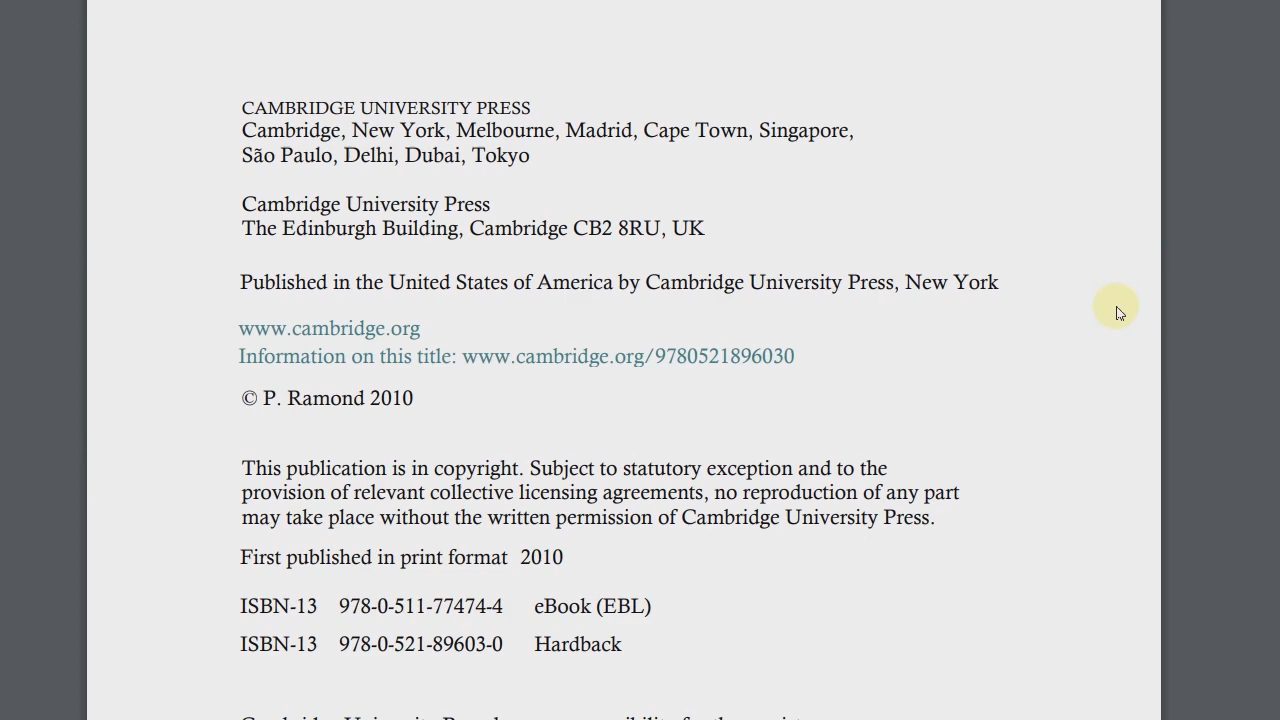 CAMBRIDGE UNIVERSITY PRESS
Cambridge, New York, Melbourne, Madrid, Cape Town, Singapore,
São Paulo, Delhi, Dubai, Tokyo
Cambridge University Press
The Edinburgh Building, Cambridge CB2 8RU, UK
Published in the United States of America by Cambridge University Press, New York
www.cambridge.org
Information on this title: www.cambridge.org/9780521896030
© P. Ramond 2010
This publication is in copyright. Subject to statutory exception and to the
provision of relevant collective licensing agreements, no reproduction of any part
may take place without the written permission of Cambridge University Press.
First published in print format 2010
ISBN-13 978-0-511-77474-4 eBook (EBL)
ISBN-13 978-0-521-89603-0 Hardback